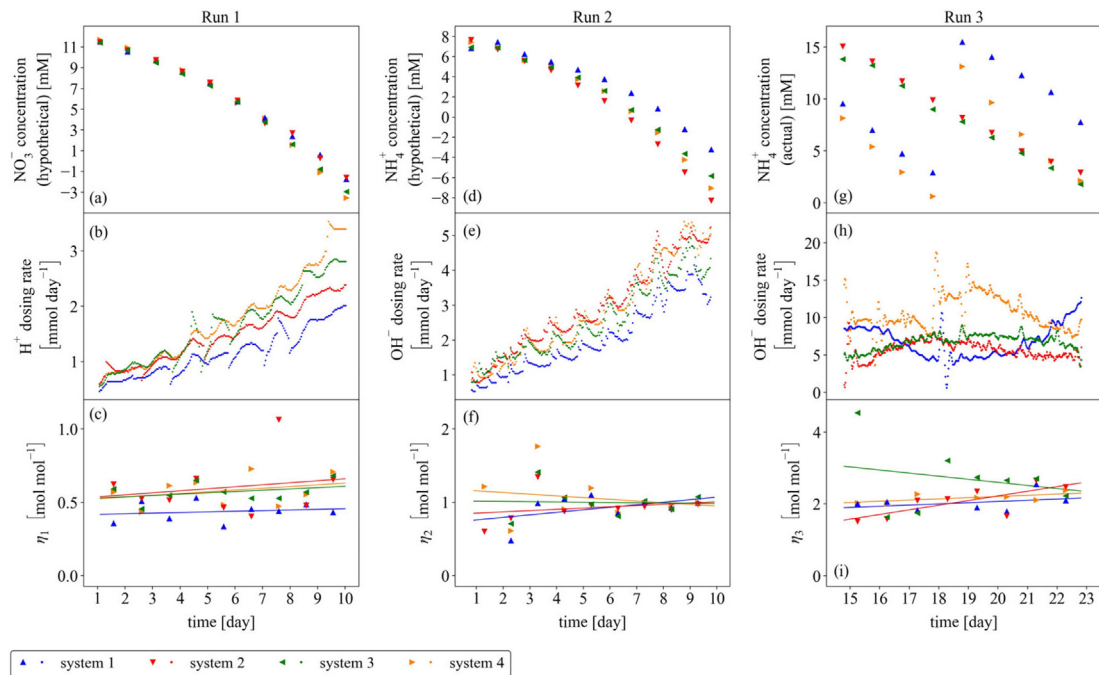 Run 1
Run 2
Run 3
NO₃⁻ concentration
(hypothetical) [mM]
11
9
7
5
3
1
−1
−3
(a)
NH₄⁺ concentration
(hypothetical) [mM]
8
6
4
2
0
−2
−4
−6
−8
(d)
NH₄⁺ concentration
(actual) [mM]
15
10
5
0
(g)
H⁺ dosing rate
[mmol day⁻¹]
3
2
1
(b)
OH⁻ dosing rate
[mmol day⁻¹]
5
4
3
2
1
(e)
OH⁻ dosing rate
[mmol day⁻¹]
20
15
10
5
0
(h)
η₁ [mol mol⁻¹]
1.0
0.5
0.0
(c)
1 2 3 4 5 6 7 8 9 10
time [day]
η₂ [mol mol⁻¹]
2
1
0
(f)
1 2 3 4 5 6 7 8 9 10
time [day]
η₃ [mol mol⁻¹]
4
2
0
(i)
15 16 17 18 19 20 21 22 23
time [day]
system 1 system 2 system 3 system 4